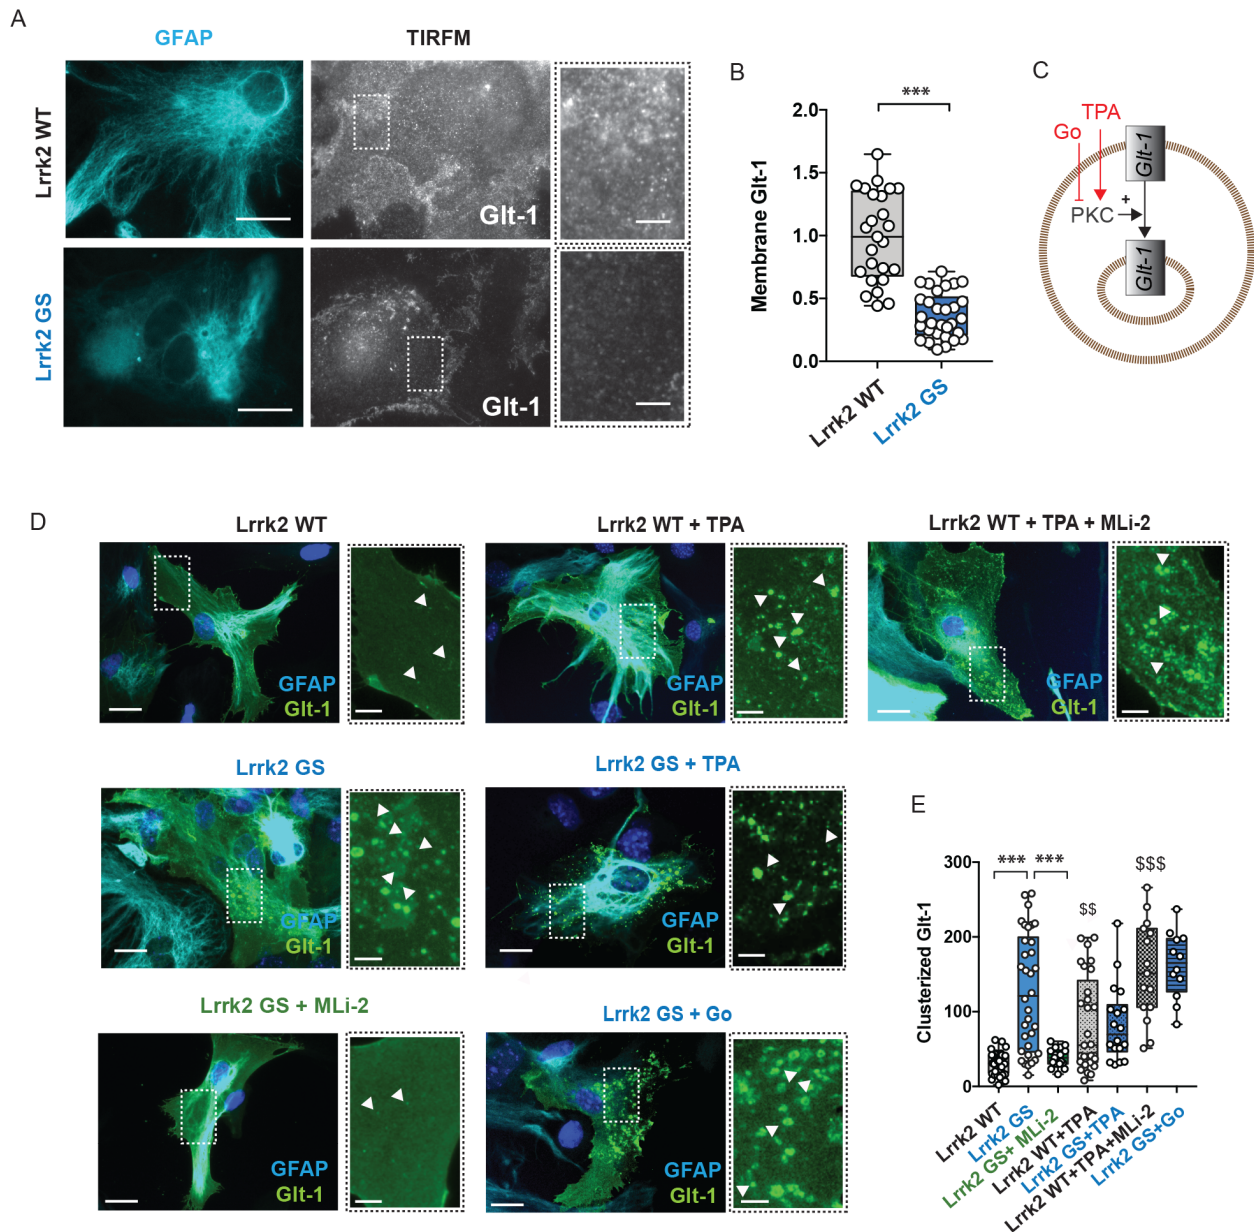 A
GFAP
TIRFM
Lrrk2 WT
Glt-1
Lrrk2 GS
Glt-1
B
***
Membrane Glt-1
2.0
1.5
1.0
0.5
0.0
Lrrk2 WT
Lrrk2 GS
C
TPA
Go
Glt-1
+
PKC
Glt-1
D
Lrrk2 WT
GFAP
Glt-1
Lrrk2 WT + TPA
GFAP
Glt-1
Lrrk2 WT + TPA + MLi-2
GFAP
Glt-1
Lrrk2 GS
GFAP
Glt-1
Lrrk2 GS + TPA
GFAP
Glt-1
Lrrk2 GS + MLi-2
GFAP
Glt-1
Lrrk2 GS + Go
GFAP
Glt-1
E
*** ***
$$
$$$
Clusterized Glt-1
300
200
100
0
Lrrk2 WT
Lrrk2 GS
Lrrk2 GS+ MLi-2
Lrrk2 WT+TPA
Lrrk2 GS+TPA
Lrrk2 WT+TPA+MLi-2
Lrrk2 GS+Go